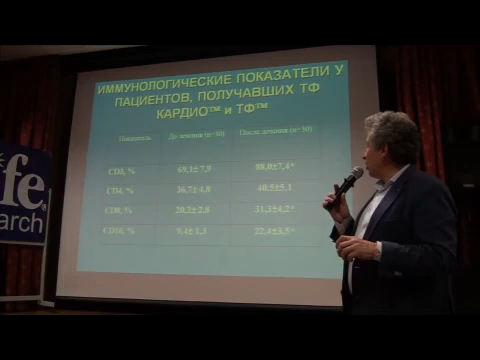 ИММУНОЛОГИЧЕСКИЕ ПОКАЗАТЕЛИ У
ПАЦИЕНТОВ, ПОЛУЧАВШИХ ТФ
КАРДИО™ и ТФ™
Показатель До лечения (n=30) После лечения (n=30)
CD3, % 69,1±7,9 88,0±7,4*
CD4, % 36,7±4,8 40,5±5,1
CD8, % 20,2±2,8 31,3±4,2*
CD16, % 9,4±1,3 22,4±3,5*
fe
arch